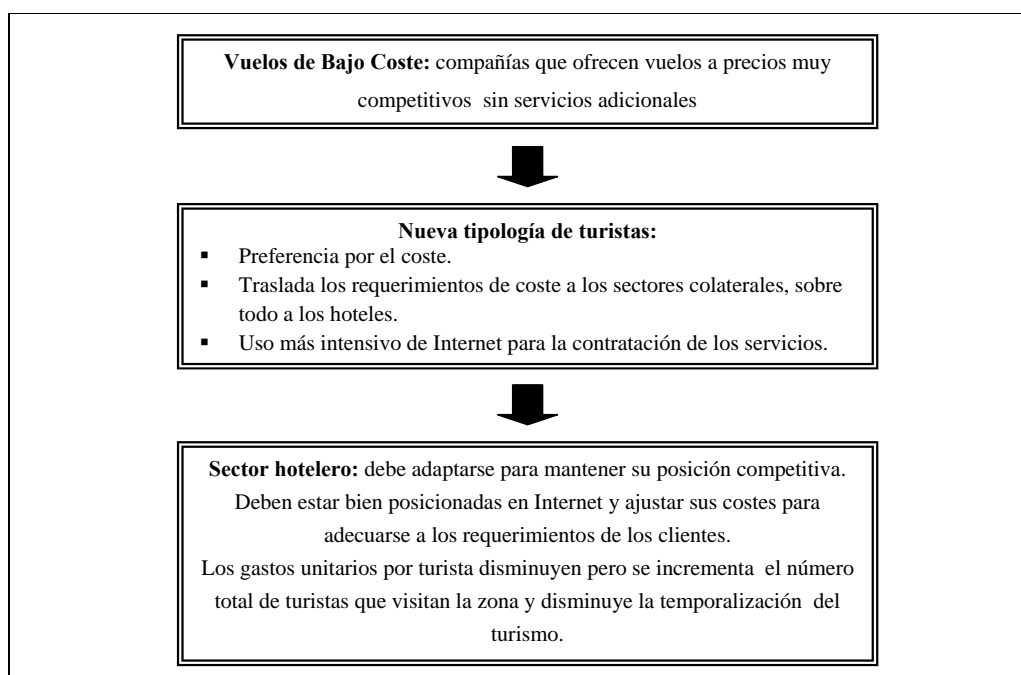 Vuelos de Bajo Coste: compañías que ofrecen vuelos a precios muy
competitivos sin servicios adicionales
Nueva tipología de turistas:
▪ Preferencia por el coste.
▪ Traslada los requerimientos de coste a los sectores colaterales, sobre
todo a los hoteles.
▪ Uso más intensivo de Internet para la contratación de los servicios.
Sector hotelero: debe adaptarse para mantener su posición competitiva.
Deben estar bien posicionadas en Internet y ajustar sus costes para
adecuarse a los requerimientos de los clientes.
Los gastos unitarios por turista disminuyen pero se incrementa el número
total de turistas que visitan la zona y disminuye la temporalización del
turismo.